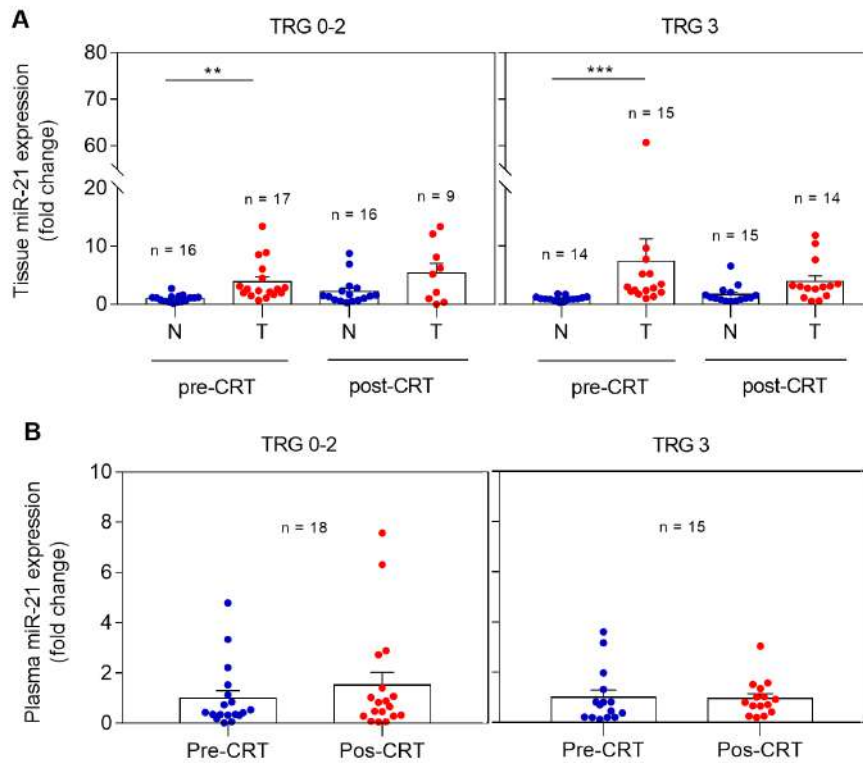 A
TRG 0-2
TRG 3
Tissue miR-21 expression
(fold change)
80
70
60
20
10
0
**
***
n = 16
n = 17
n = 16
n = 9
n = 14
n = 15
n = 15
n = 14
N
T
N
T
N
T
N
T
pre-CRT
post-CRT
pre-CRT
post-CRT
B
TRG 0-2
TRG 3
Plasma miR-21 expression
(fold change)
10
8
6
4
2
0
n = 18
n = 15
Pre-CRT
Pos-CRT
Pre-CRT
Pos-CRT